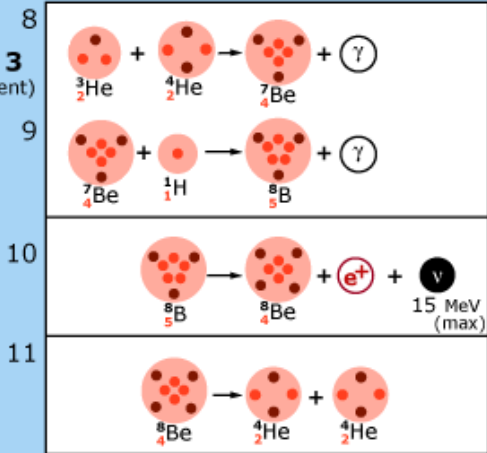 8
3
ent)
+ → + γ
³₂He ⁴₂He ⁷₄Be
9
+ → + γ
⁷₄Be ¹₁H ⁸₅B
10
→ + e⁺ + ν
⁸₅B ⁸₄Be 15 MeV
(max)
11
→ +
⁸₄Be ⁴₂He ⁴₂He